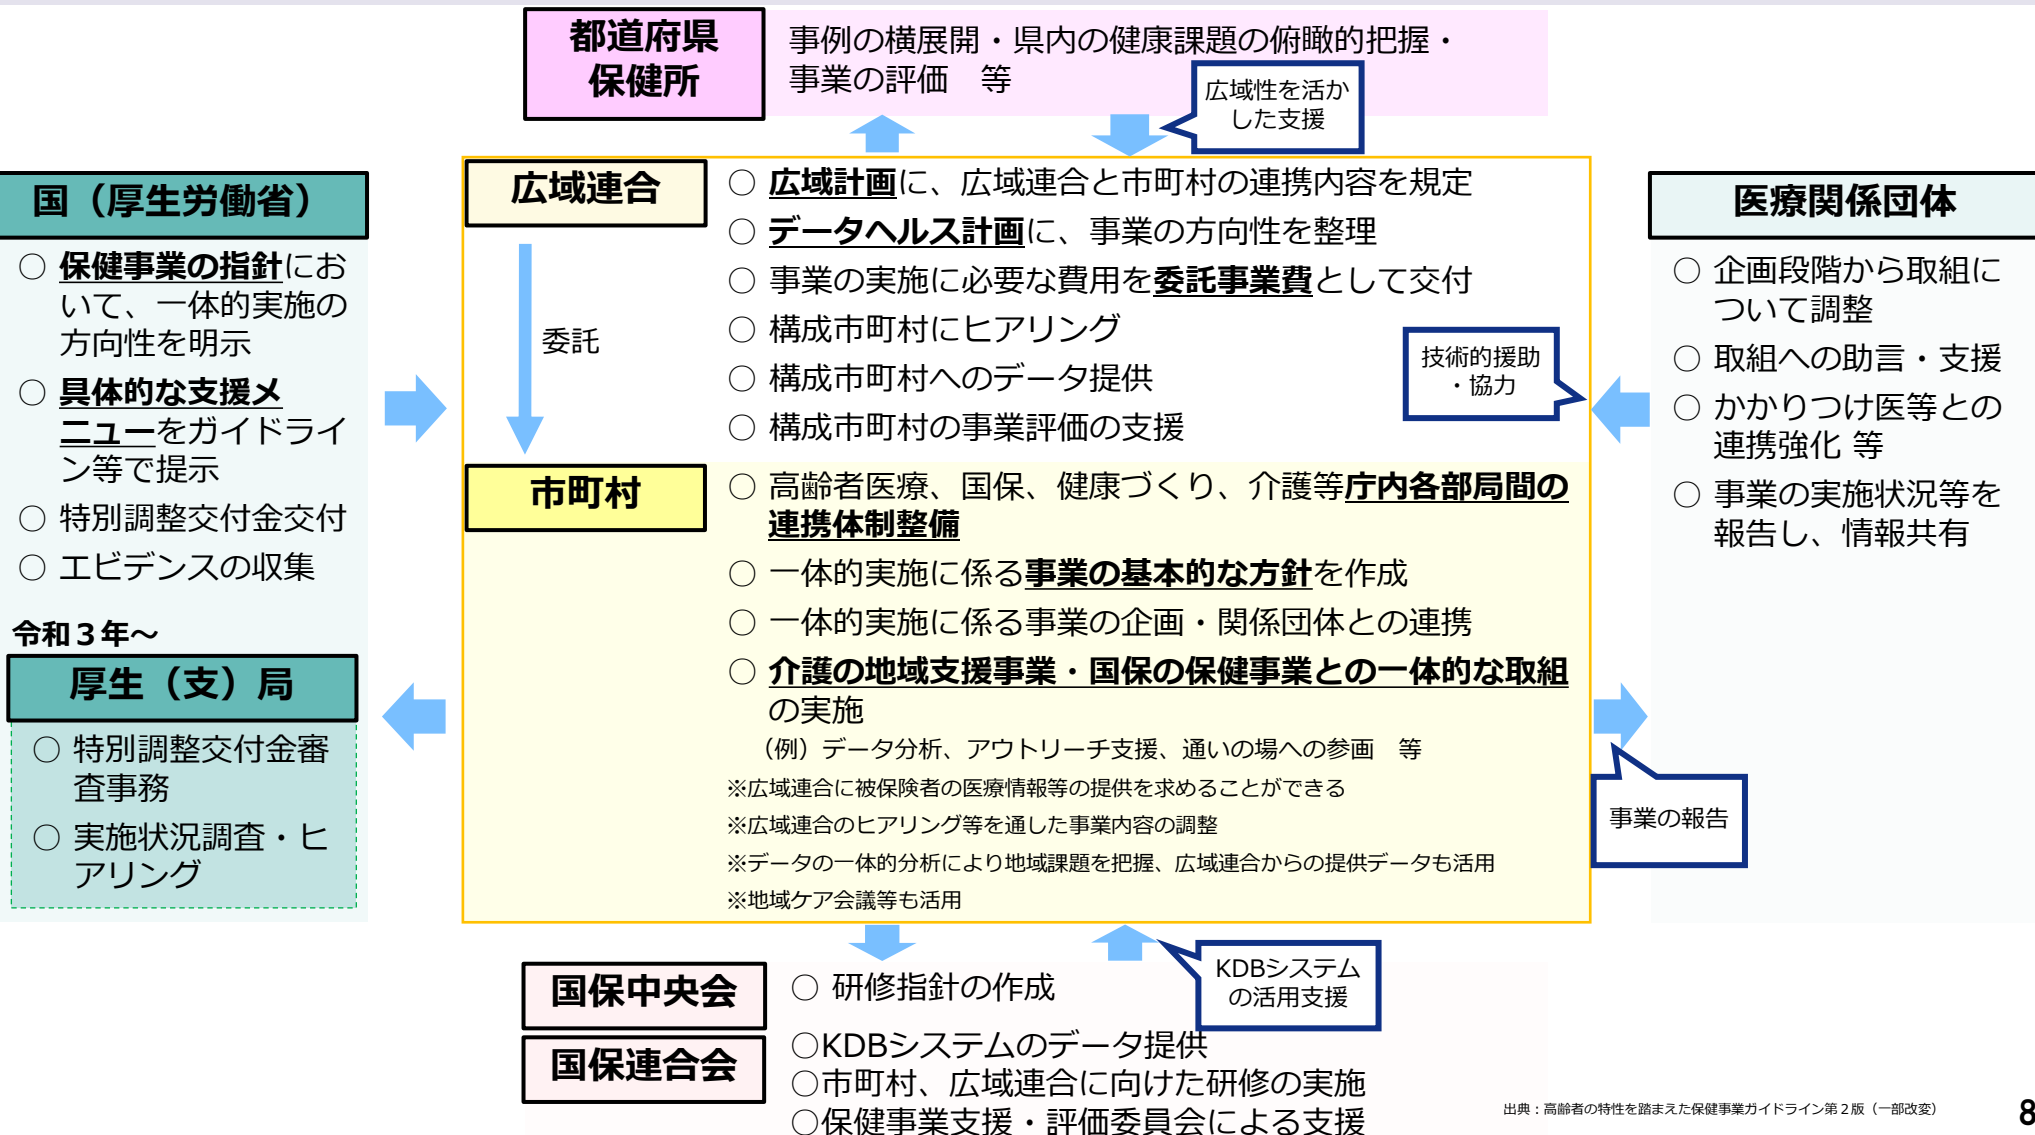 都道府県
保健所
事例の横展開・県内の健康課題の俯瞰的把握・
事業の評価　等
広域性を活か
した支援
国（厚生労働省）
○ 保健事業の指針にお
いて、一体的実施の
方向性を明示
○ 具体的な支援メ
ニューをガイドライ
ン等で提示
○ 特別調整交付金交付
○ エビデンスの収集
令和３年～
厚生（支）局
○ 特別調整交付金審
査事務
○ 実施状況調査・ヒ
アリング
広域連合
委託
○ 広域計画に、広域連合と市町村の連携内容を規定
○ データヘルス計画に、事業の方向性を整理
○ 事業の実施に必要な費用を委託事業費として交付
○ 構成市町村にヒアリング
○ 構成市町村へのデータ提供
○ 構成市町村の事業評価の支援
技術的援助
・協力
市町村
○ 高齢者医療、国保、健康づくり、介護等庁内各部局間の
連携体制整備
○ 一体的実施に係る事業の基本的な方針を作成
○ 一体的実施に係る事業の企画・関係団体との連携
○ 介護の地域支援事業・国保の保健事業との一体的な取組
の実施
（例）データ分析、アウトリーチ支援、通いの場への参画　等
※広域連合に被保険者の医療情報等の提供を求めることができる
※広域連合のヒアリング等を通した事業内容の調整
※データの一体的分析により地域課題を把握、広域連合からの提供データも活用
※地域ケア会議等も活用
医療関係団体
○ 企画段階から取組に
ついて調整
○ 取組への助言・支援
○ かかりつけ医等との
連携強化 等
○ 事業の実施状況等を
報告し、情報共有
事業の報告
国保中央会
○ 研修指針の作成
KDBシステム
の活用支援
国保連合会
○KDBシステムのデータ提供
○市町村、広域連合に向けた研修の実施
○保健事業支援・評価委員会による支援
出典：高齢者の特性を踏まえた保健事業ガイドライン第２版（一部改変）
8